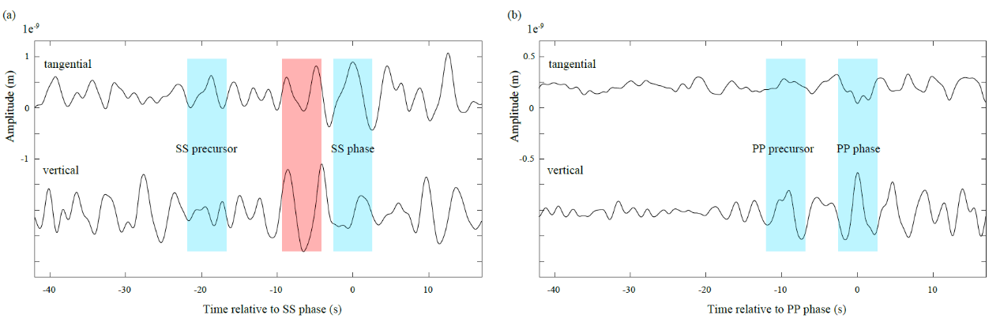 (a)
1e-9
1
0
-1
Amplitude (m)
tangential
SS precursor
SS phase
vertical
-40
-30
-20
-10
0
10
Time relative to SS phase (s)
(b)
1e-9
0.5
0
-0.5
Amplitude (m)
tangential
PP precursor
PP phase
vertical
-40
-30
-20
-10
0
10
Time relative to PP phase (s)